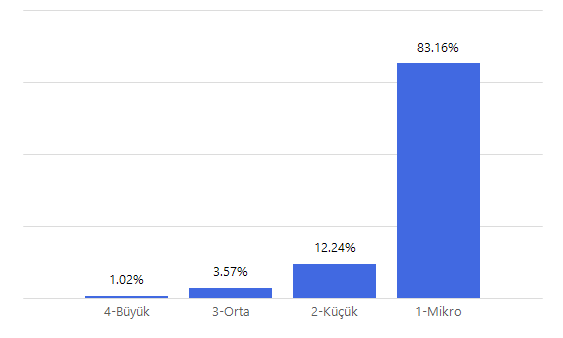 83.16%
12.24%
3.57%
1.02%
4-Büyük
3-Orta
2-Küçük
1-Mikro